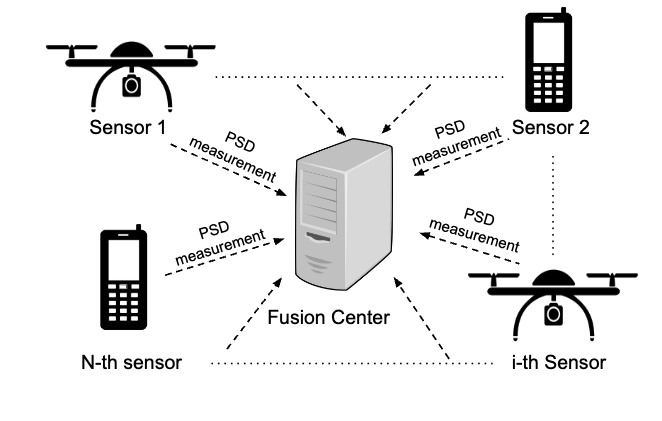 Sensor 1
Sensor 2
PSD
measurement
PSD
measurement
PSD
measurement
PSD
measurement
Fusion Center
N-th sensor
i-th Sensor